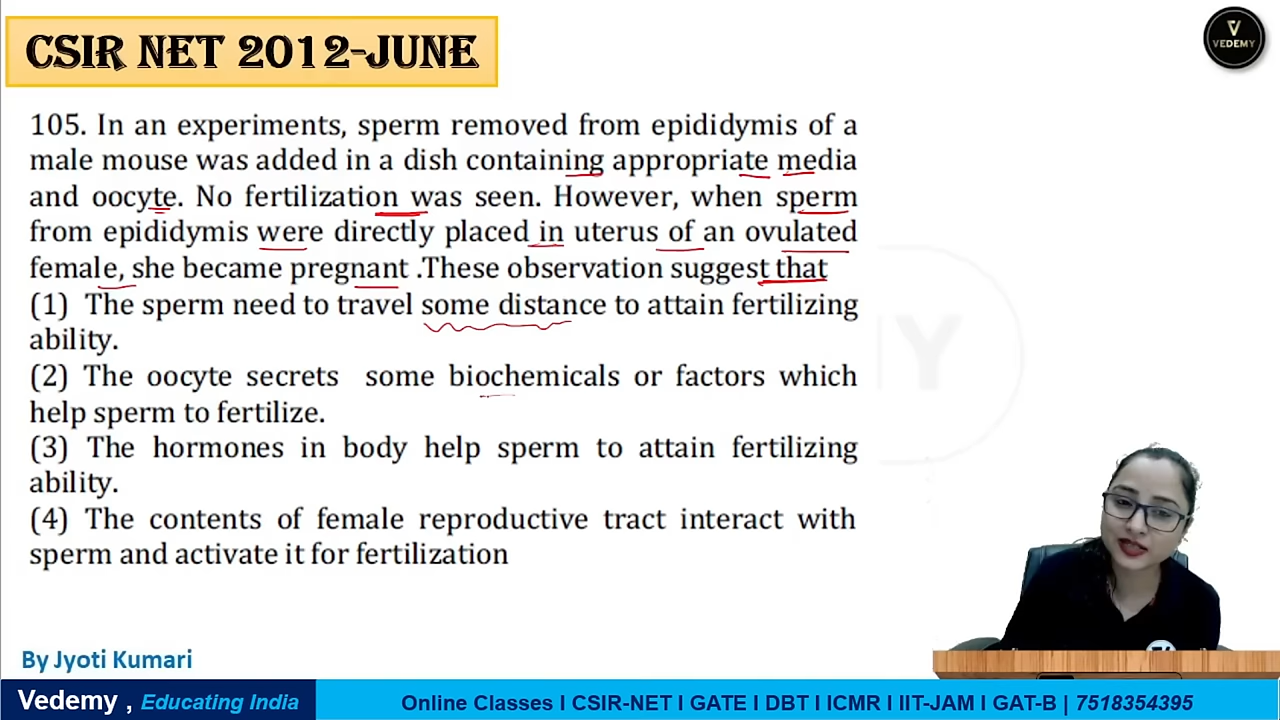 CSIR NET 2012-JUNE
V
VEDEMY
105. In an experiments, sperm removed from epididymis of a
male mouse was added in a dish containing appropriate media
and oocyte. No fertilization was seen. However, when sperm
from epididymis were directly placed in uterus of an ovulated
female, she became pregnant .These observation suggest that
(1) The sperm need to travel some distance to attain fertilizing
ability.
(2) The oocyte secrets some biochemicals or factors which
help sperm to fertilize.
(3) The hormones in body help sperm to attain fertilizing
ability.
(4) The contents of female reproductive tract interact with
sperm and activate it for fertilization
By Jyoti Kumari
Vedemy , Educating India
Online Classes I CSIR-NET I GATE I DBT I ICMR I IIT-JAM I GAT-B | 7518354395